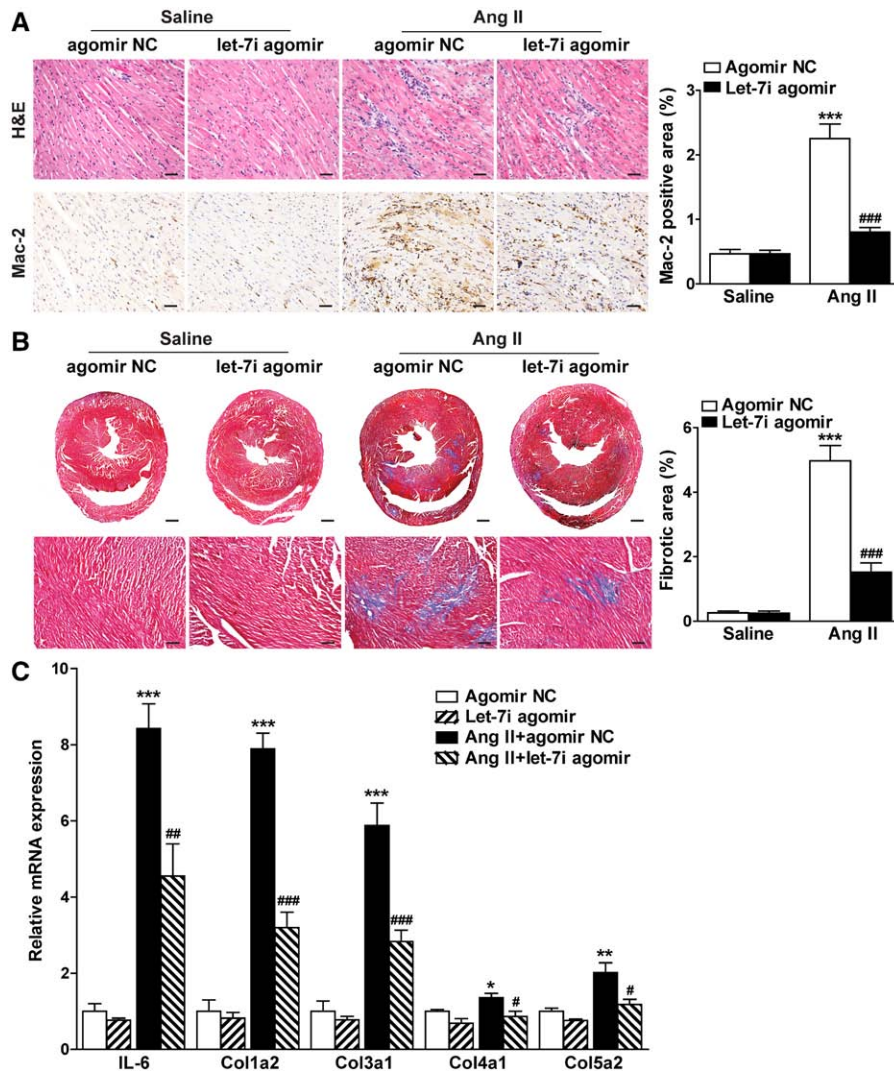 A
Saline
Ang II
agomir NC
let-7i agomir
agomir NC
let-7i agomir
H&E
Mac-2
Agomir NC
Let-7i agomir
Mac-2 positive area (%)
3
2
1
0
***
###
Saline
Ang II
B
Saline
Ang II
agomir NC
let-7i agomir
agomir NC
let-7i agomir
Agomir NC
Let-7i agomir
Fibrotic area (%)
6
4
2
0
***
###
Saline
Ang II
C
Relative mRNA expression
10
8
6
4
2
0
Agomir NC
Let-7i agomir
Ang II+agomir NC
Ang II+let-7i agomir
***
##
***
###
***
###
*
#
**
#
IL-6
Col1a2
Col3a1
Col4a1
Col5a2